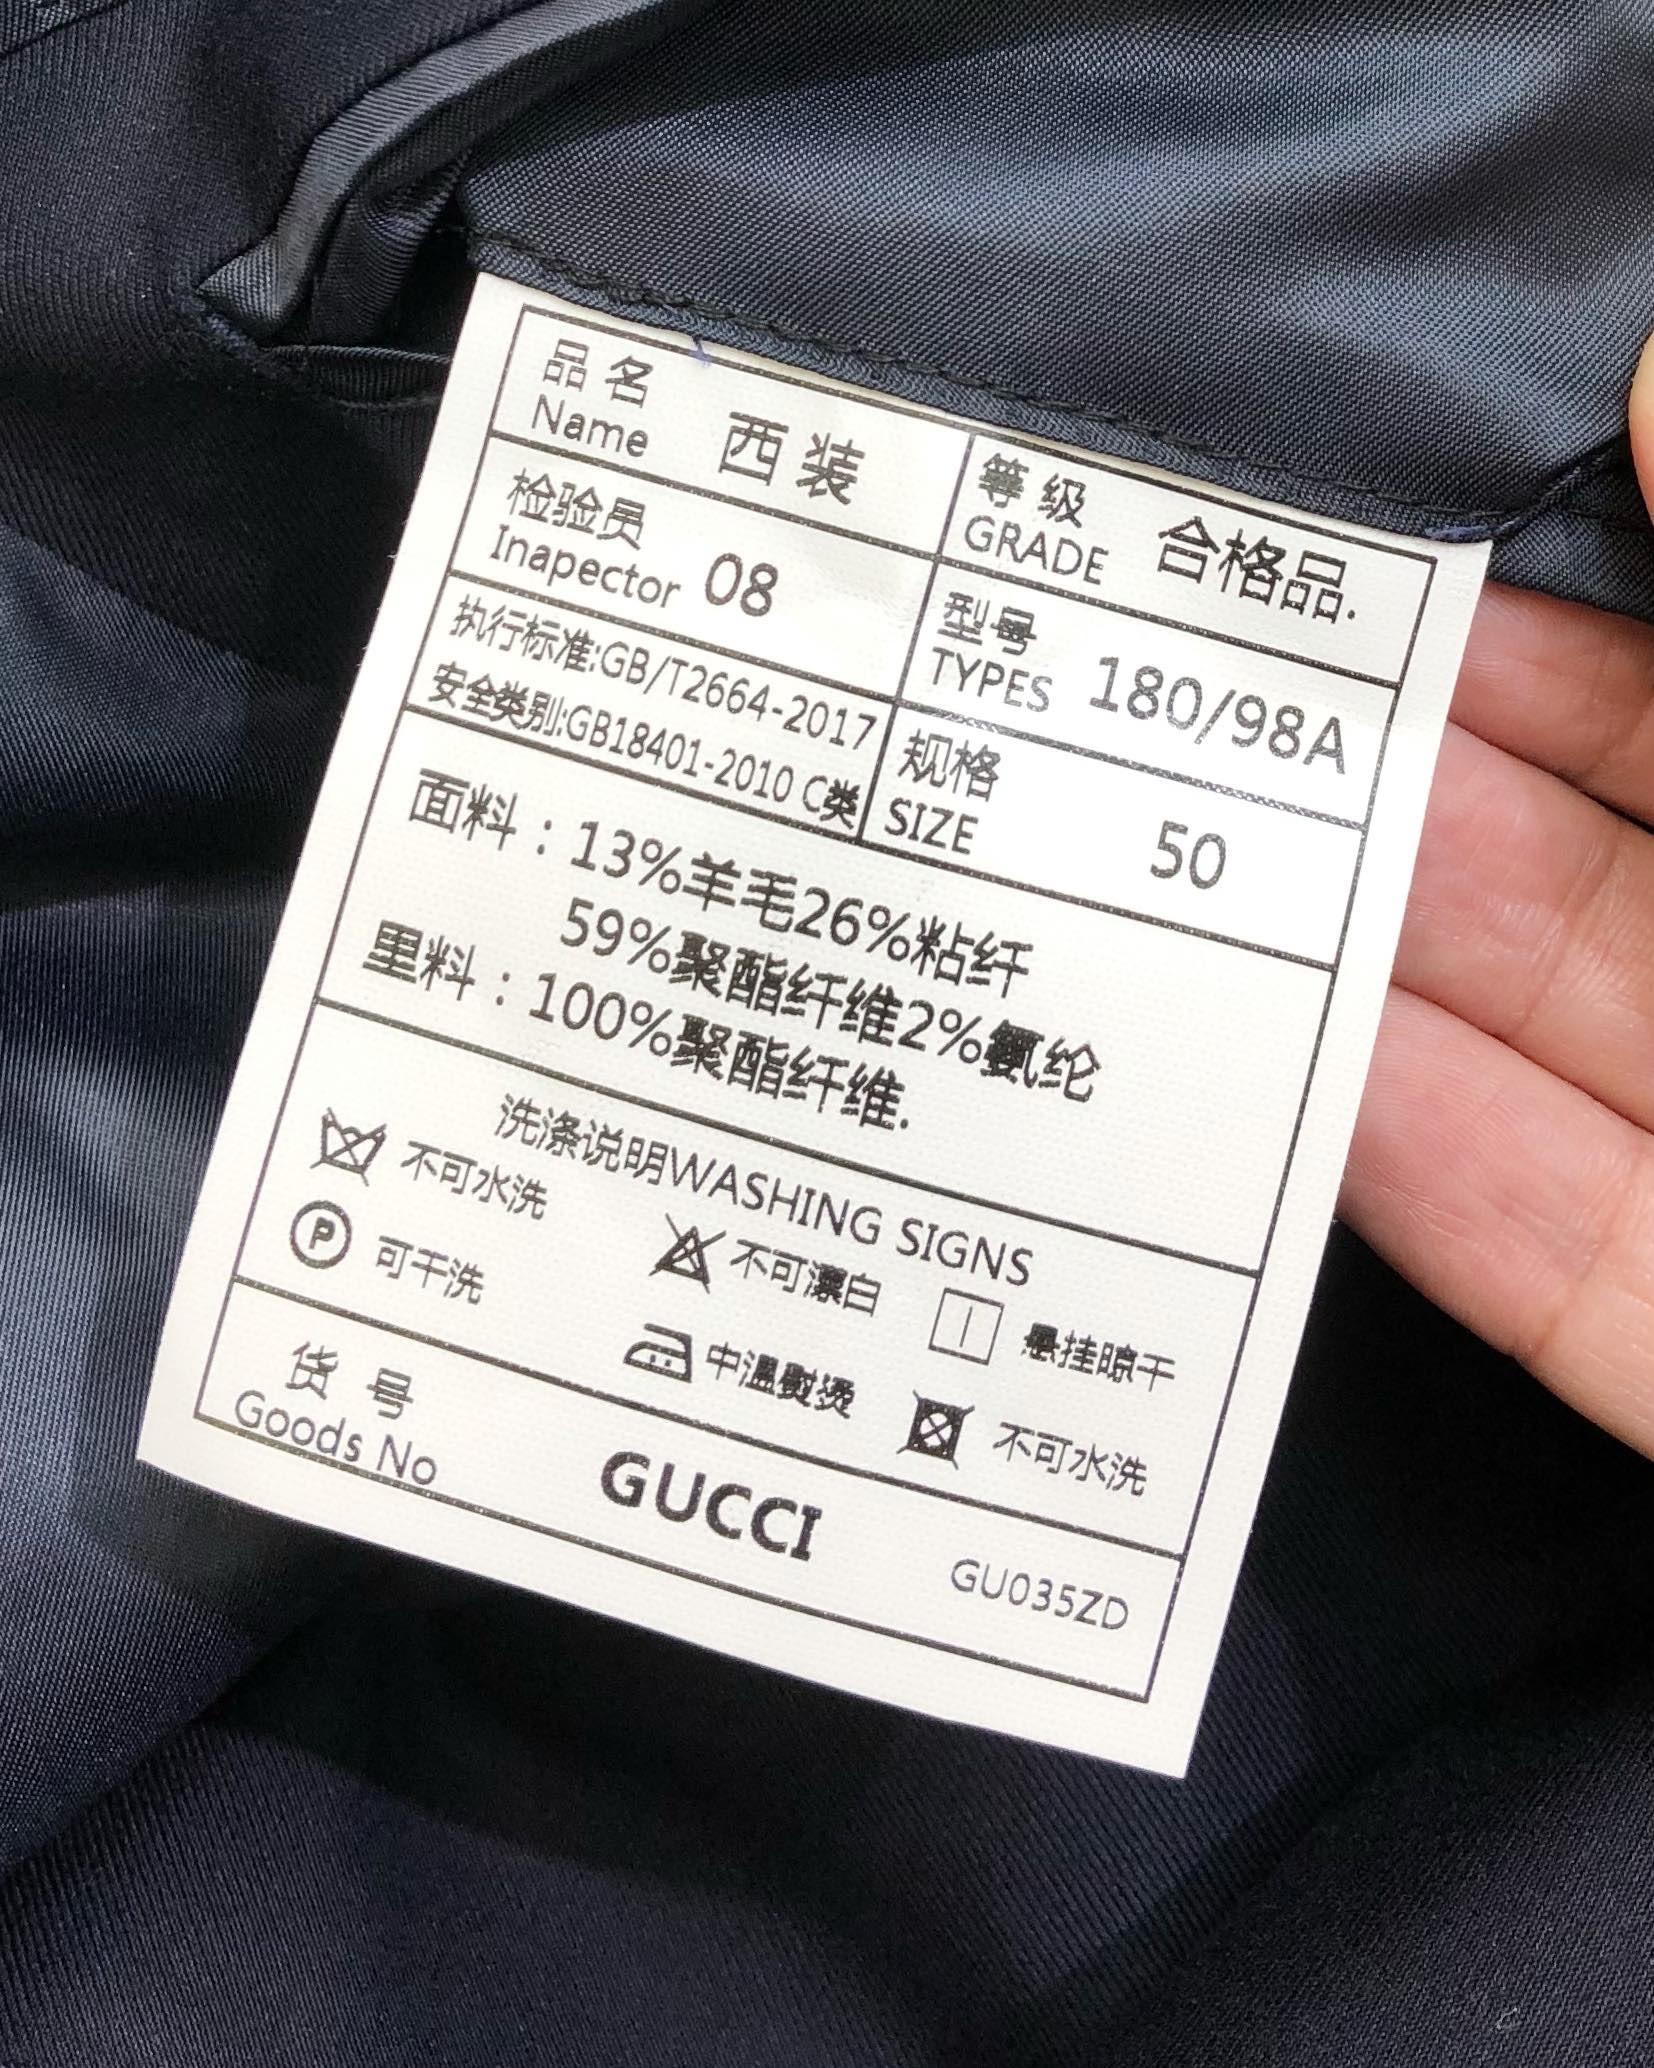 品名 西装
Name
等级 合格品.
GRADE
检验员 08
Inapector
型号 180/98A
TYPES
执行标准:GB/T2664-2017
安全类别:GB18401-2010 C类
规格 50
SIZE
面料：13%羊毛26%粘纤
59%聚酯纤维2%氨纶
里料：100%聚酯纤维.
洗涤说明WASHING SIGNS
不可水洗 不可漂白 悬挂晾干
P 可干洗 中温熨烫 不可水洗
货号 GUCCI GU035ZD
Goods No